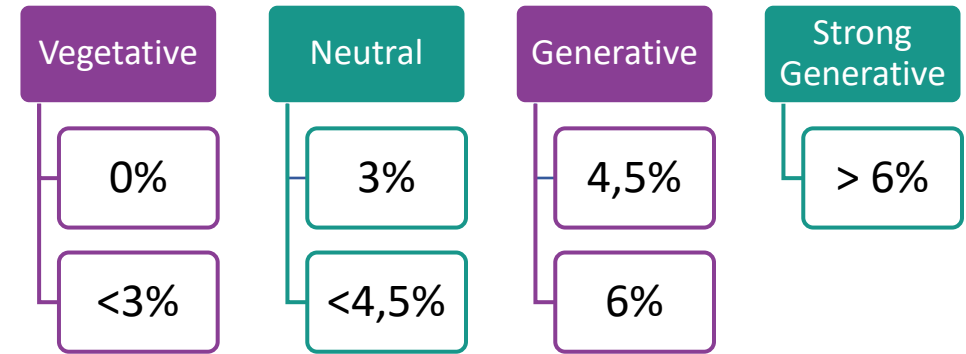 Vegetative
0%
<3%
Neutral
3%
<4,5%
Generative
4,5%
6%
Strong
Generative
> 6%